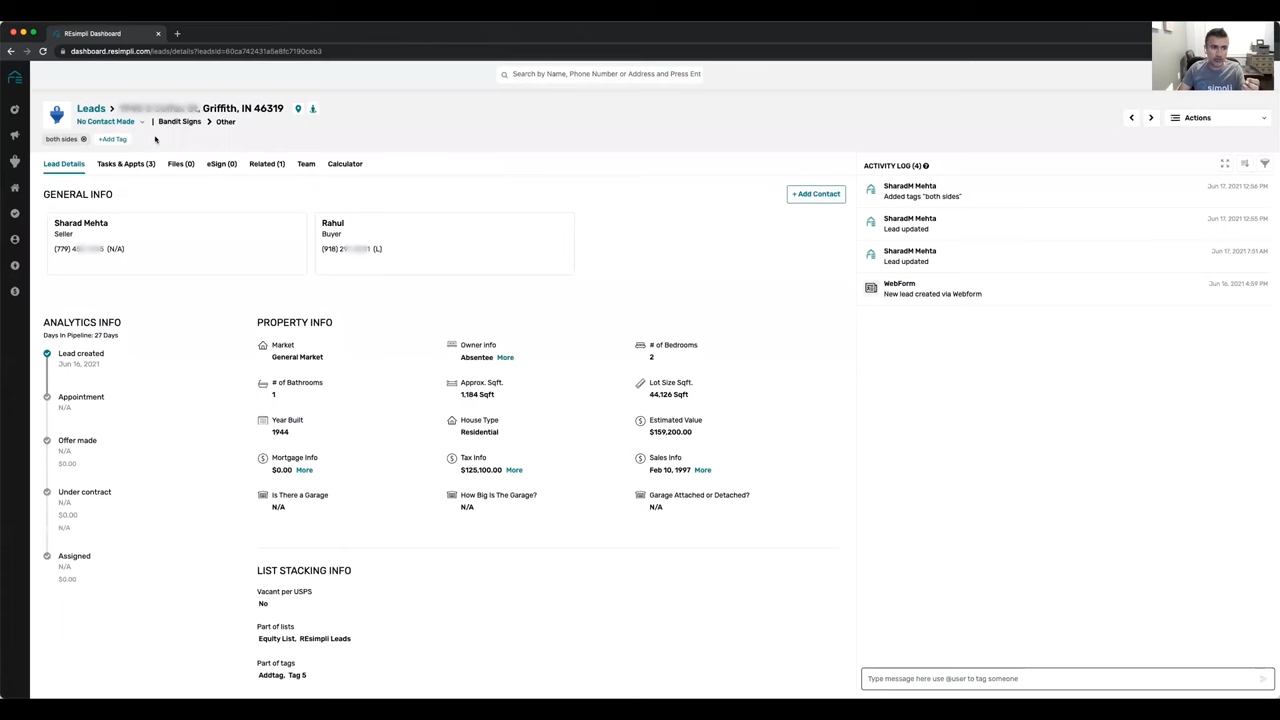 REsimpli Dashboard
dashboard.resimpli.com/leads/details?leadsId=60ca742431a5e8fc7190ceb3
Search by Name, Phone Number or Address and Press Ent
Leads > , Griffith, IN 46319
No Contact Made | Bandit Signs > Other
Actions
both sides +Add Tag
Lead Details Tasks & Appts (3) Files (0) eSign (0) Related (1) Team Calculator
GENERAL INFO
+ Add Contact
Sharad Mehta
Seller
(779) 4 5 (N/A)
Rahul
Buyer
(918) 2 1 (L)
ANALYTICS INFO
Days In Pipeline: 27 Days
Lead created
Jun 16, 2021
Appointment
N/A
Offer made
N/A
$0.00
Under contract
N/A
$0.00
N/A
Assigned
N/A
$0.00
PROPERTY INFO
Market
General Market
Owner info
Absentee More
# of Bedrooms
2
# of Bathrooms
1
Approx. Sqft.
1,184 Sqft
Lot Size Sqft.
44,126 Sqft
Year Built
1944
House Type
Residential
Estimated Value
$159,200.00
Mortgage Info
$0.00 More
Tax Info
$125,100.00 More
Sales Info
Feb 10, 1997 More
Is There a Garage
N/A
How Big Is The Garage?
N/A
Garage Attached or Detached?
N/A
LIST STACKING INFO
Vacant per USPS
No
Part of lists
Equity List, REsimpli Leads
Part of tags
Addtag, Tag 5
ACTIVITY LOG (4)
SharadM Mehta
Jun 17, 2021 12:56 PM
Added tags "both sides"
SharadM Mehta
Jun 17, 2021 12:55 PM
Lead updated
SharadM Mehta
Jun 17, 2021 7:51 AM
Lead updated
WebForm
Jun 16, 2021 4:59 PM
New lead created via Webform
Type message here use @user to tag someone
simpli